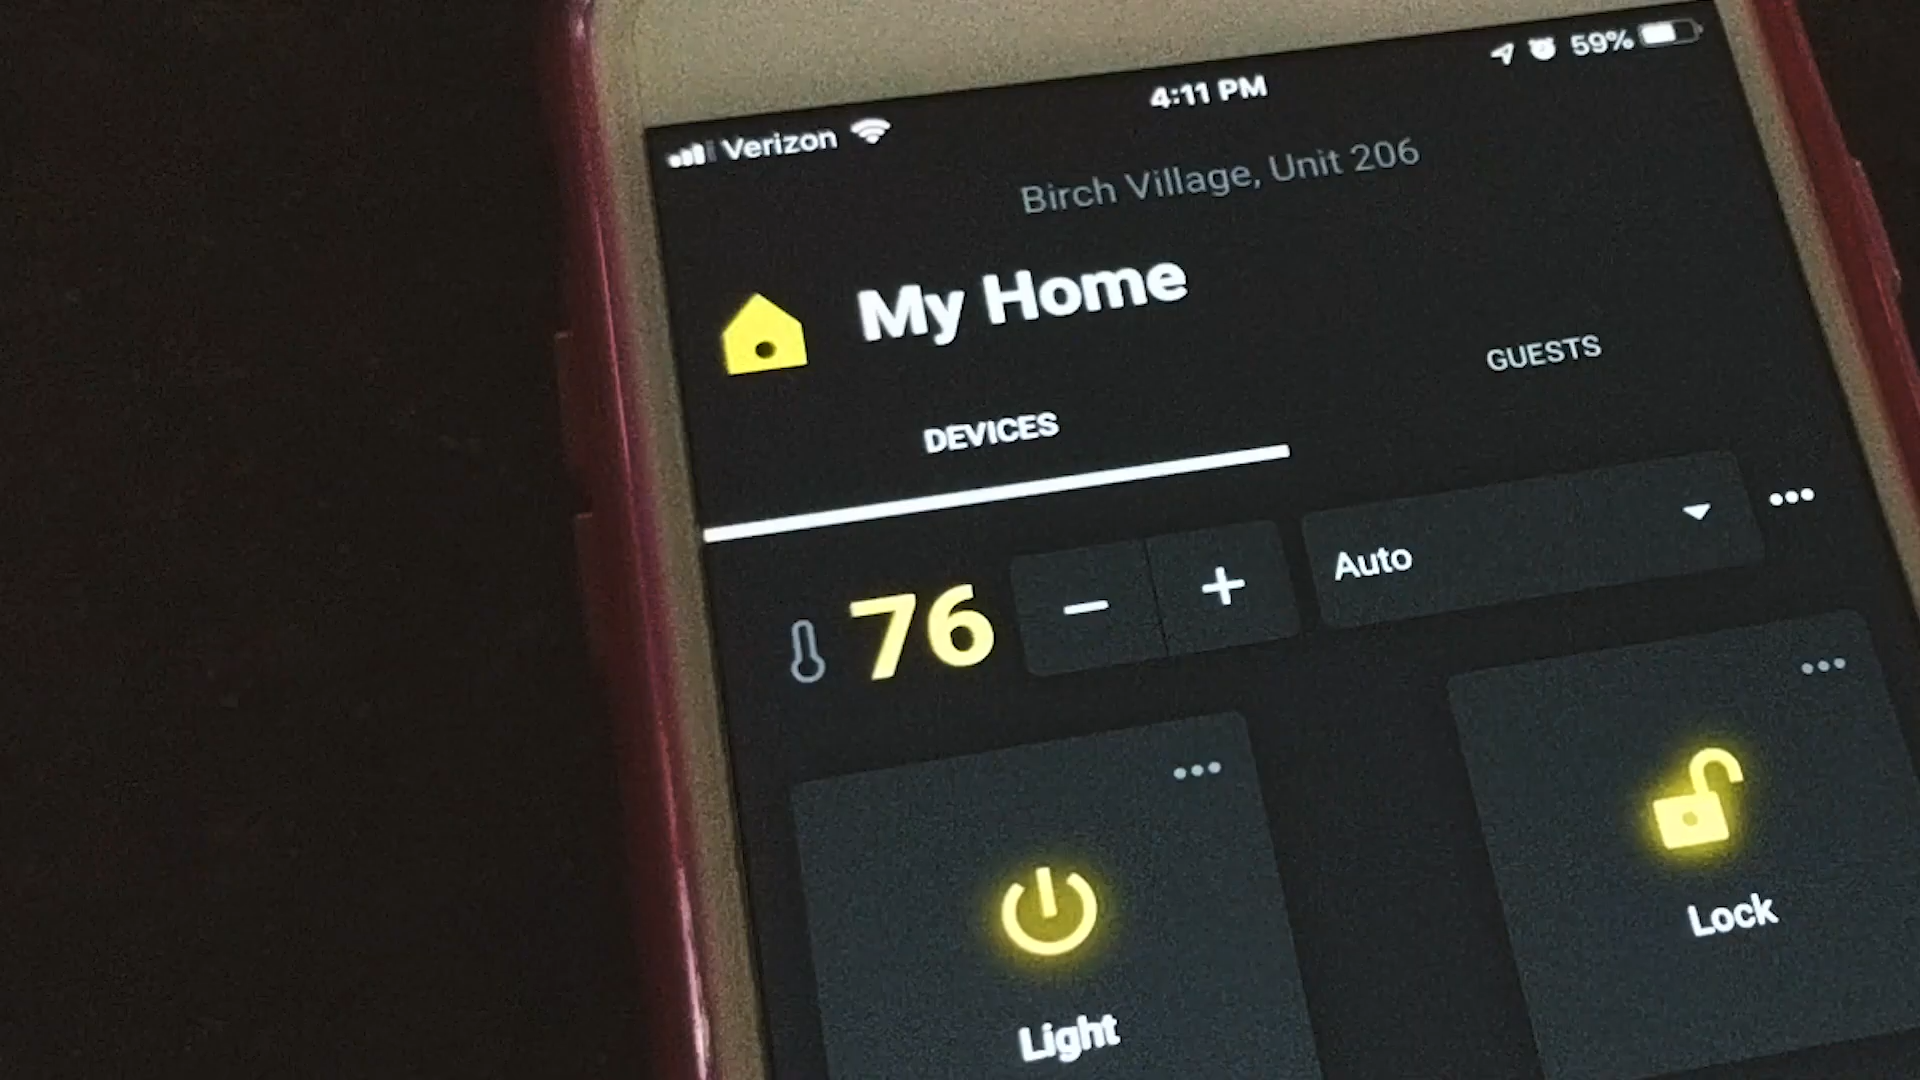 Verizon 4:11 PM 59%
Birch Village, Unit 206
My Home
DEVICES GUESTS
76 − + Auto
Light Lock